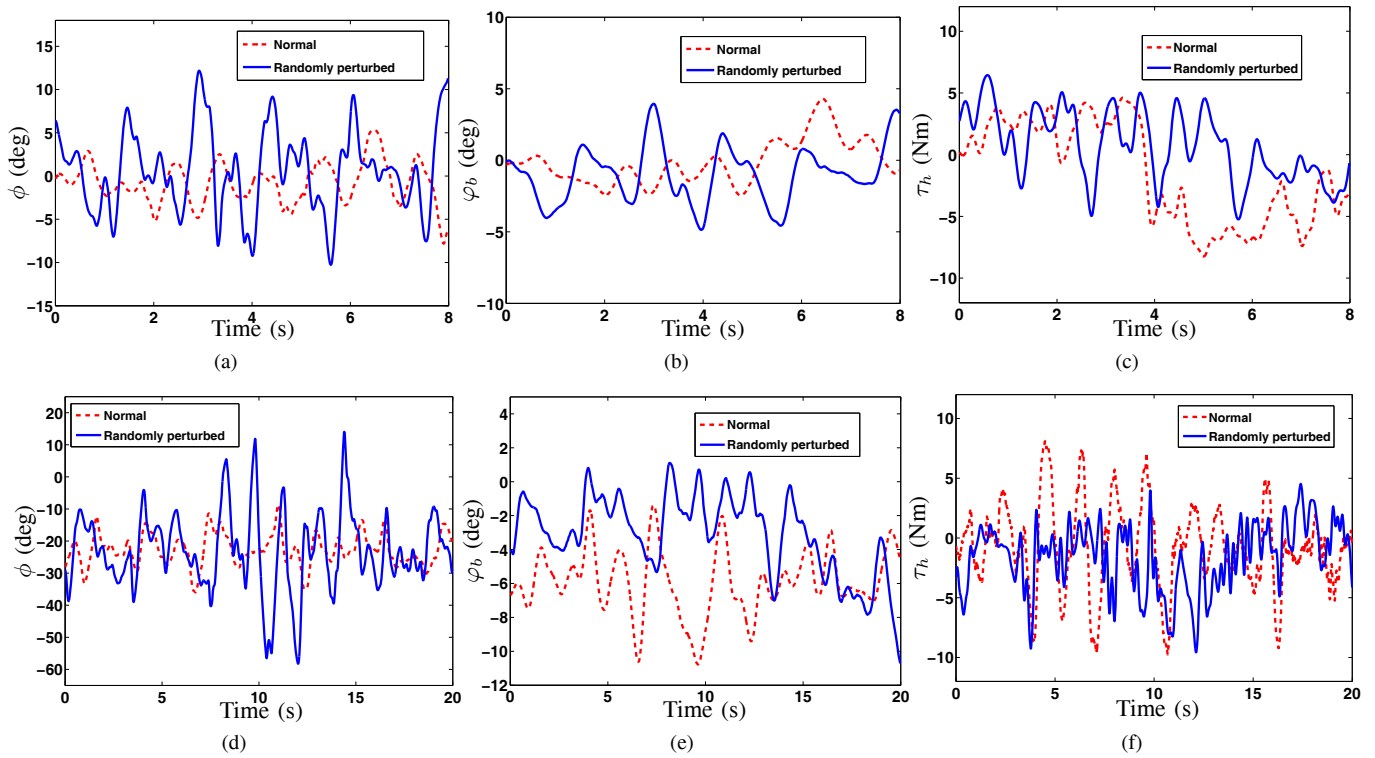 15
10
5
0
−5
−10
−15
ϕ (deg)
Normal
Randomly perturbed
0 2 4 6 8
Time (s)
(a)
10
5
0
−5
−10
φb (deg)
Normal
Randomly perturbed
0 2 4 6 8
Time (s)
(b)
10
5
0
−5
−10
τh (Nm)
Normal
Randomly perturbed
0 2 4 6 8
Time (s)
(c)
20
10
0
−10
−20
−30
−40
−50
−60
ϕ (deg)
Normal
Randomly perturbed
0 5 10 15 20
Time (s)
(d)
4
2
0
−2
−4
−6
−8
−10
−12
φb (deg)
Normal
Randomly perturbed
0 5 10 15 20
Time (s)
(e)
10
5
0
−5
−10
τh (Nm)
Normal
Randomly perturbed
0 5 10 15 20
Time (s)
(f)